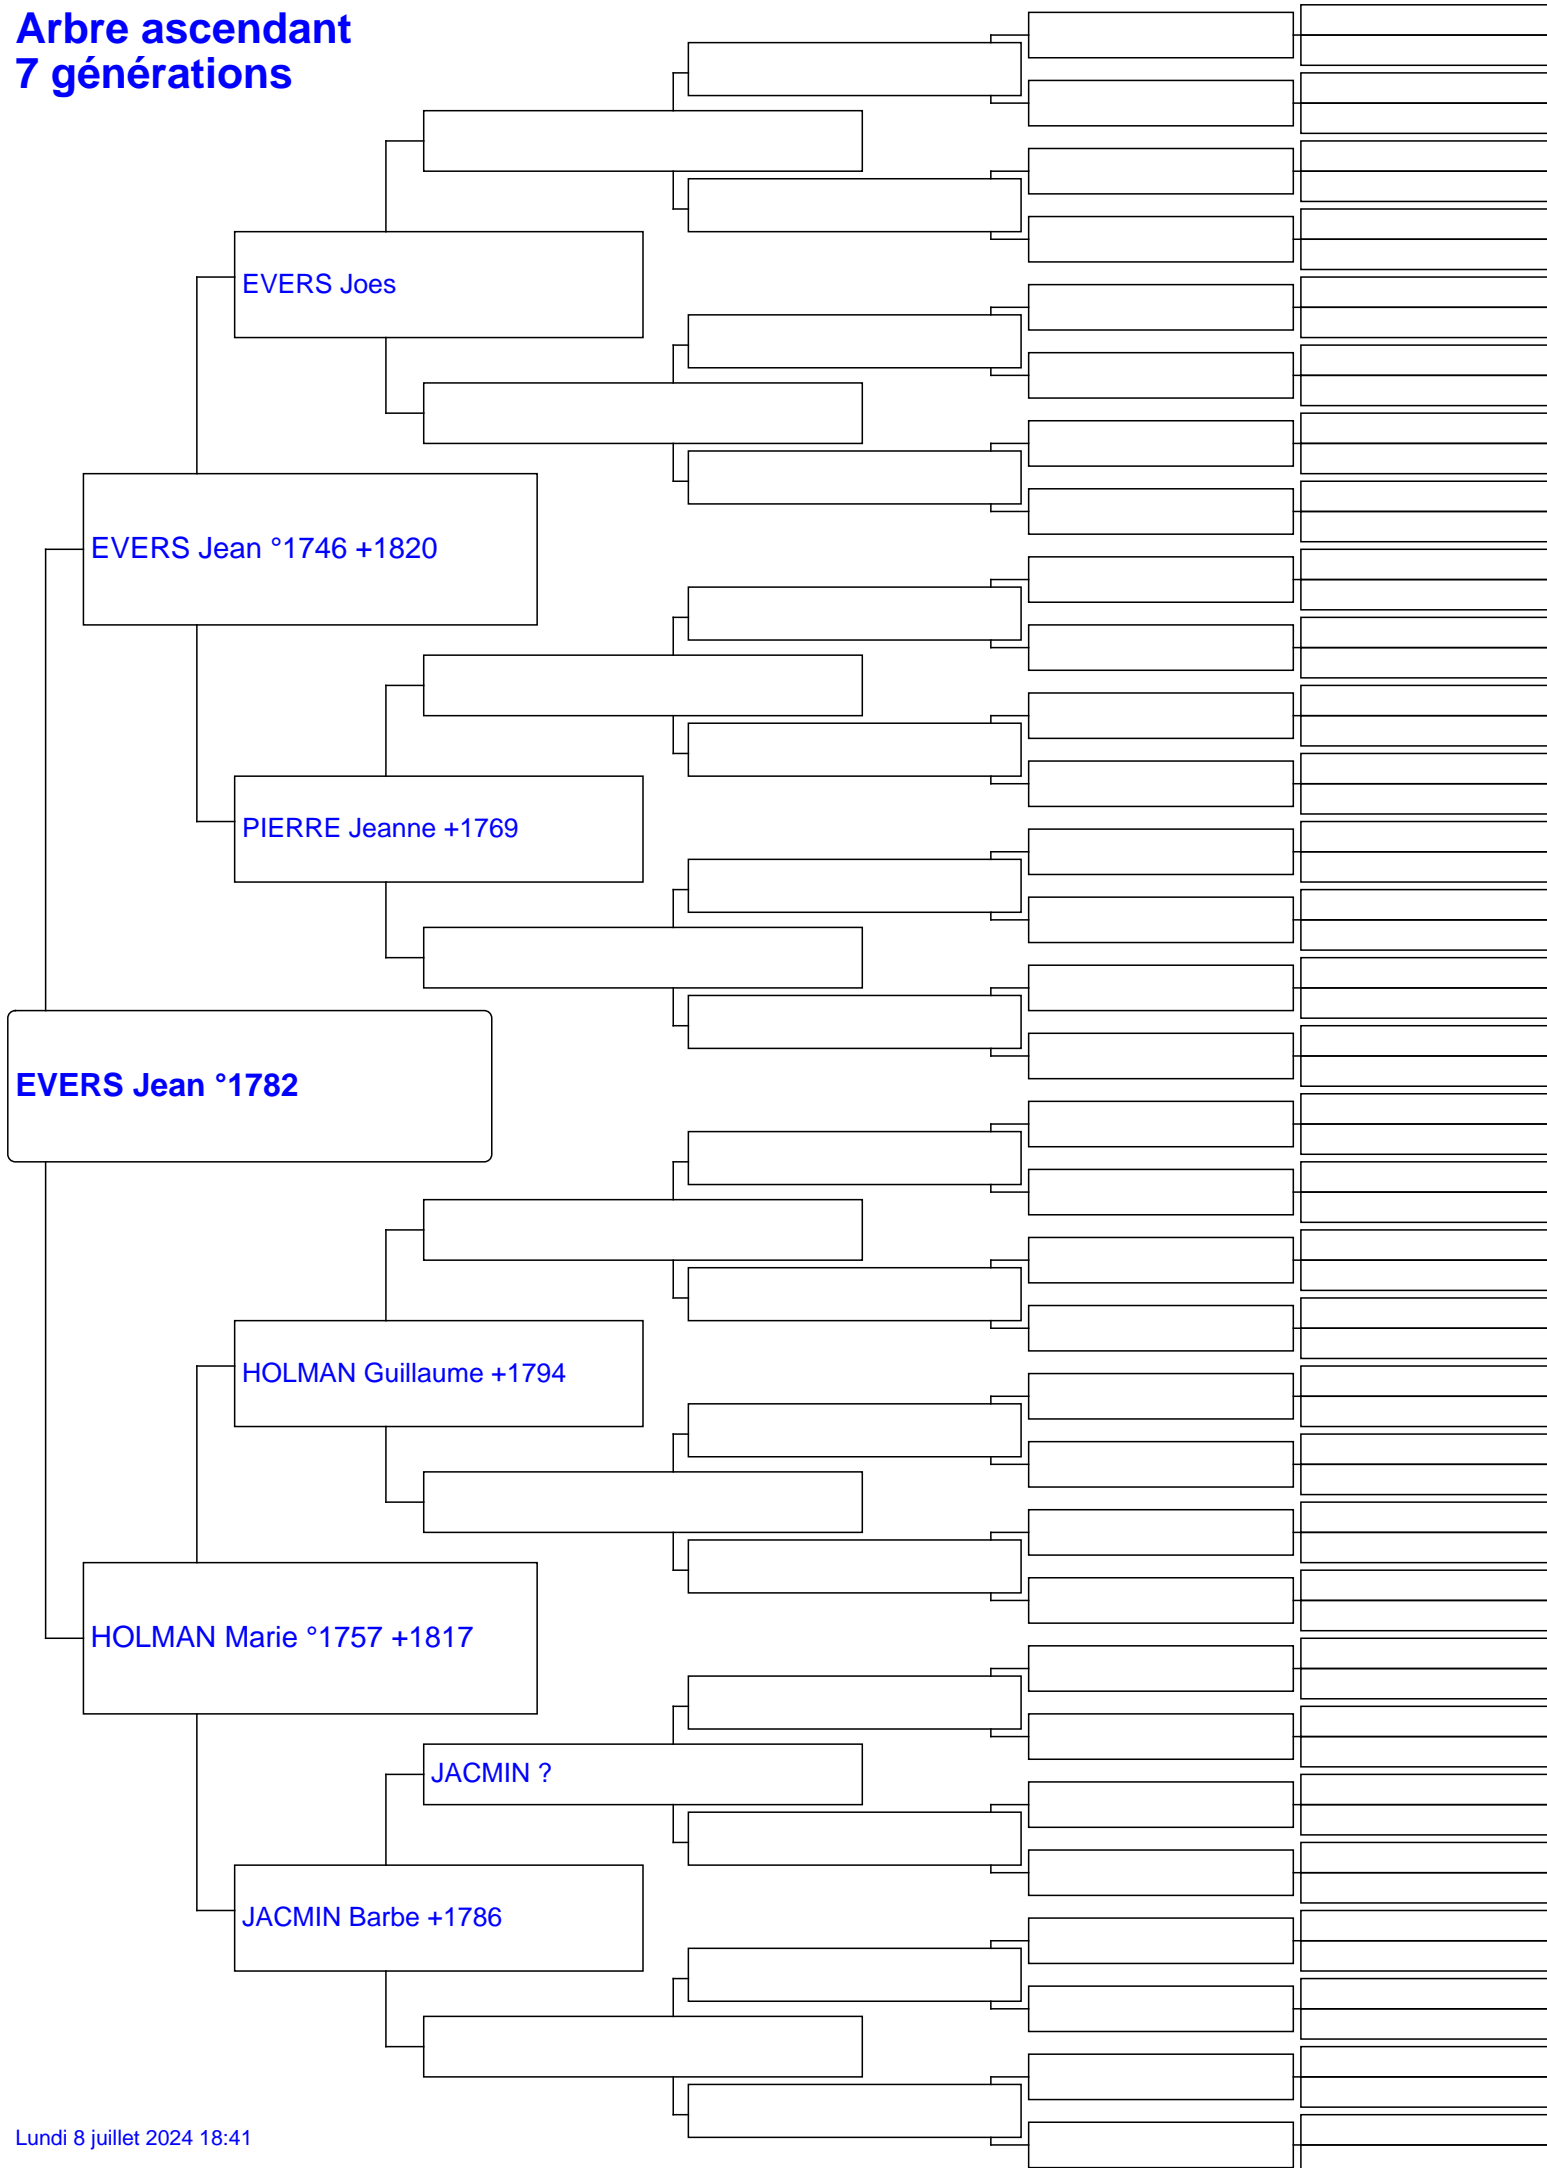 Arbre ascendant
7 générations
EVERS Joes
EVERS Jean °1746 +1820
PIERRE Jeanne +1769
EVERS Jean °1782
HOLMAN Guillaume +1794
HOLMAN Marie °1757 +1817
JACMIN ?
JACMIN Barbe +1786
Lundi 8 juillet 2024 18:41